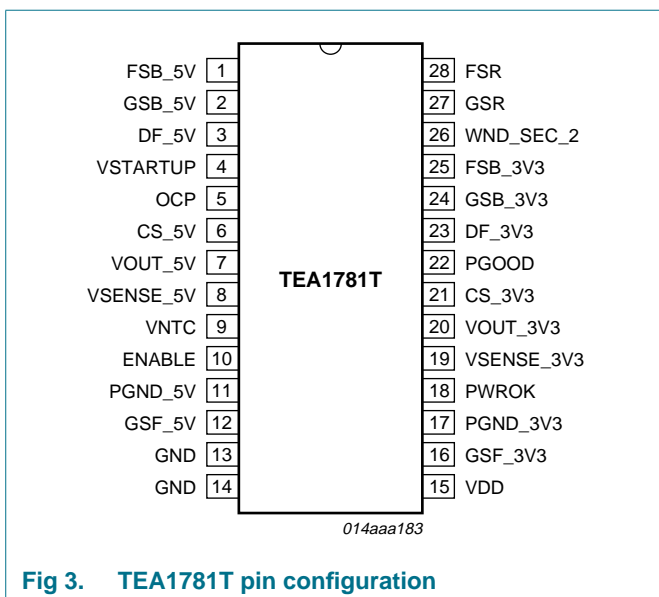 FSB_5V 1 28 FSR
GSB_5V 2 27 GSR
DF_5V 3 26 WND_SEC_2
VSTARTUP 4 25 FSB_3V3
OCP 5 24 GSB_3V3
CS_5V 6 23 DF_3V3
VOUT_5V 7 22 PGOOD
TEA1781T
VSENSE_5V 8 21 CS_3V3
VNTC 9 20 VOUT_3V3
ENABLE 10 19 VSENSE_3V3
PGND_5V 11 18 PWROK
GSF_5V 12 17 PGND_3V3
GND 13 16 GSF_3V3
GND 14 15 VDD
014aaa183
Fig 3. TEA1781T pin configuration